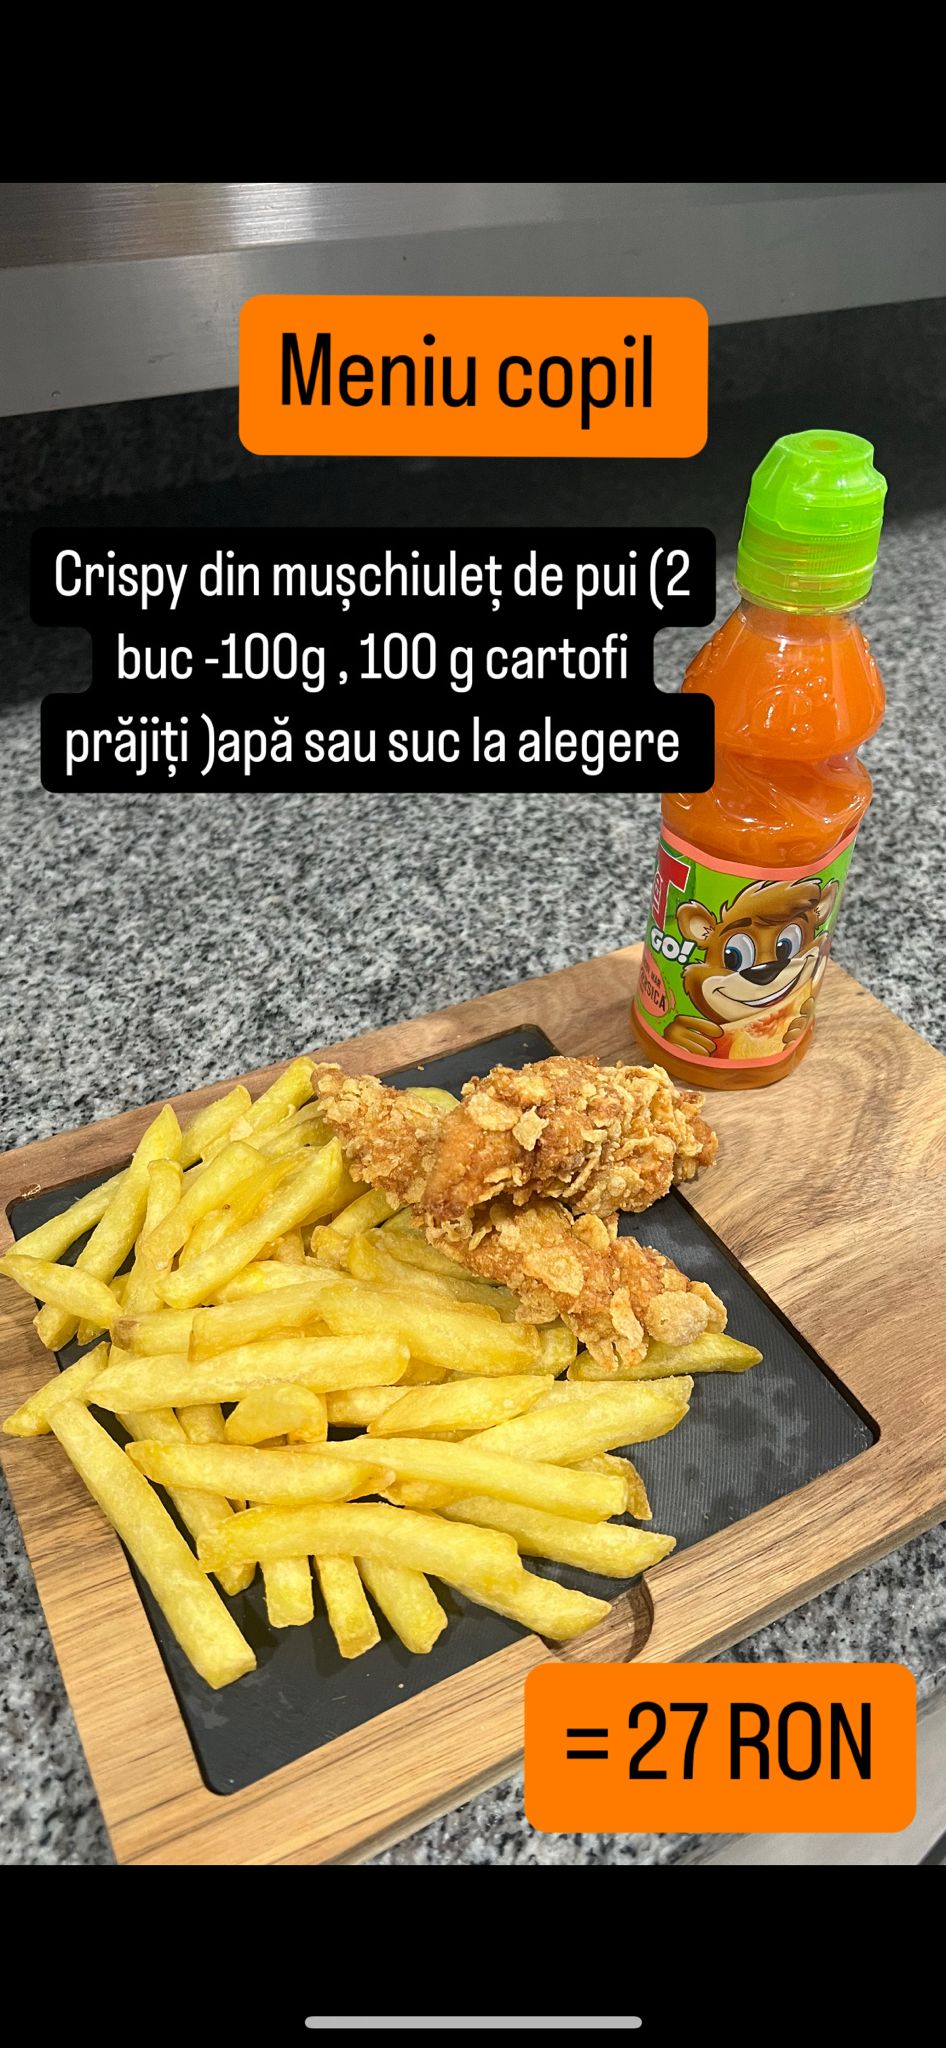 Meniu copil
Crispy din mușchiuleț de pui (2
buc -100g , 100 g cartofi
prăjiți )apă sau suc la alegere
GO!
= 27 RON